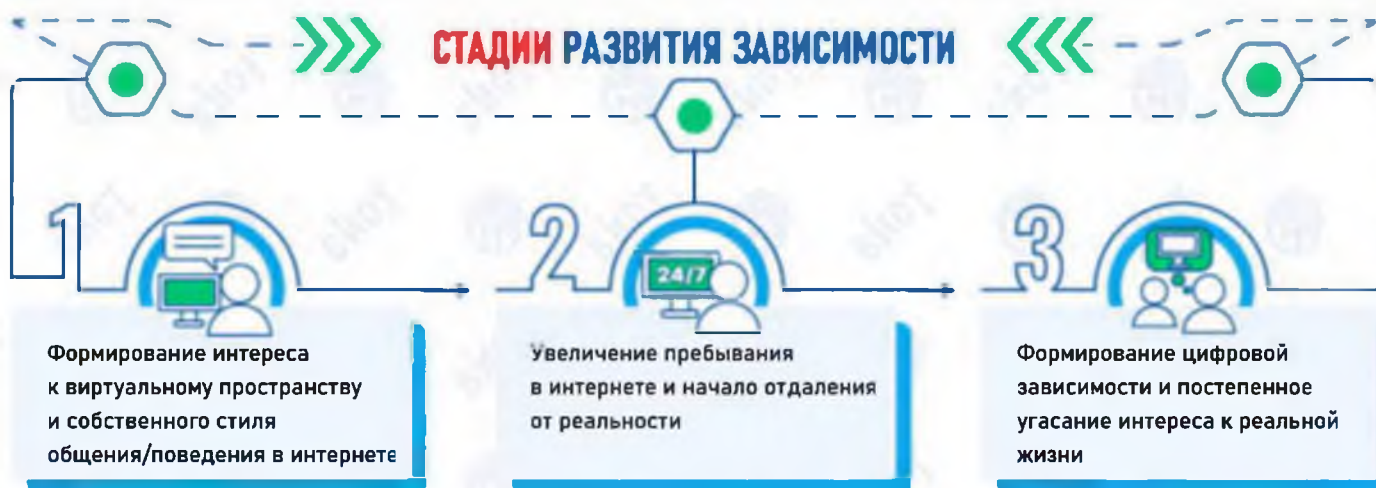 СТАДИИ РАЗВИТИЯ ЗАВИСИМОСТИ
1
Формирование интереса
к виртуальному пространству
и собственного стиля
общения/поведения в интернете
2
24/7
Увеличение пребывания
в интернете и начало отдаления
от реальности
3
Формирование цифровой
зависимости и постепенное
угасание интереса к реальной
жизни